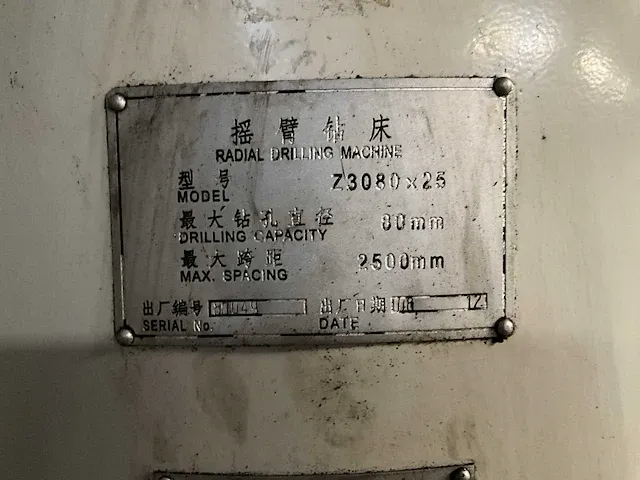 摇臂钻床
RADIAL DRILLING MACHINE
型号 Z3080×25
MODEL
最大钻孔直径 80mm
DRILLING CAPACITY
最大跨距 2500mm
MAX. SPACING
出厂编号 出厂日期
SERIAL No. DATE